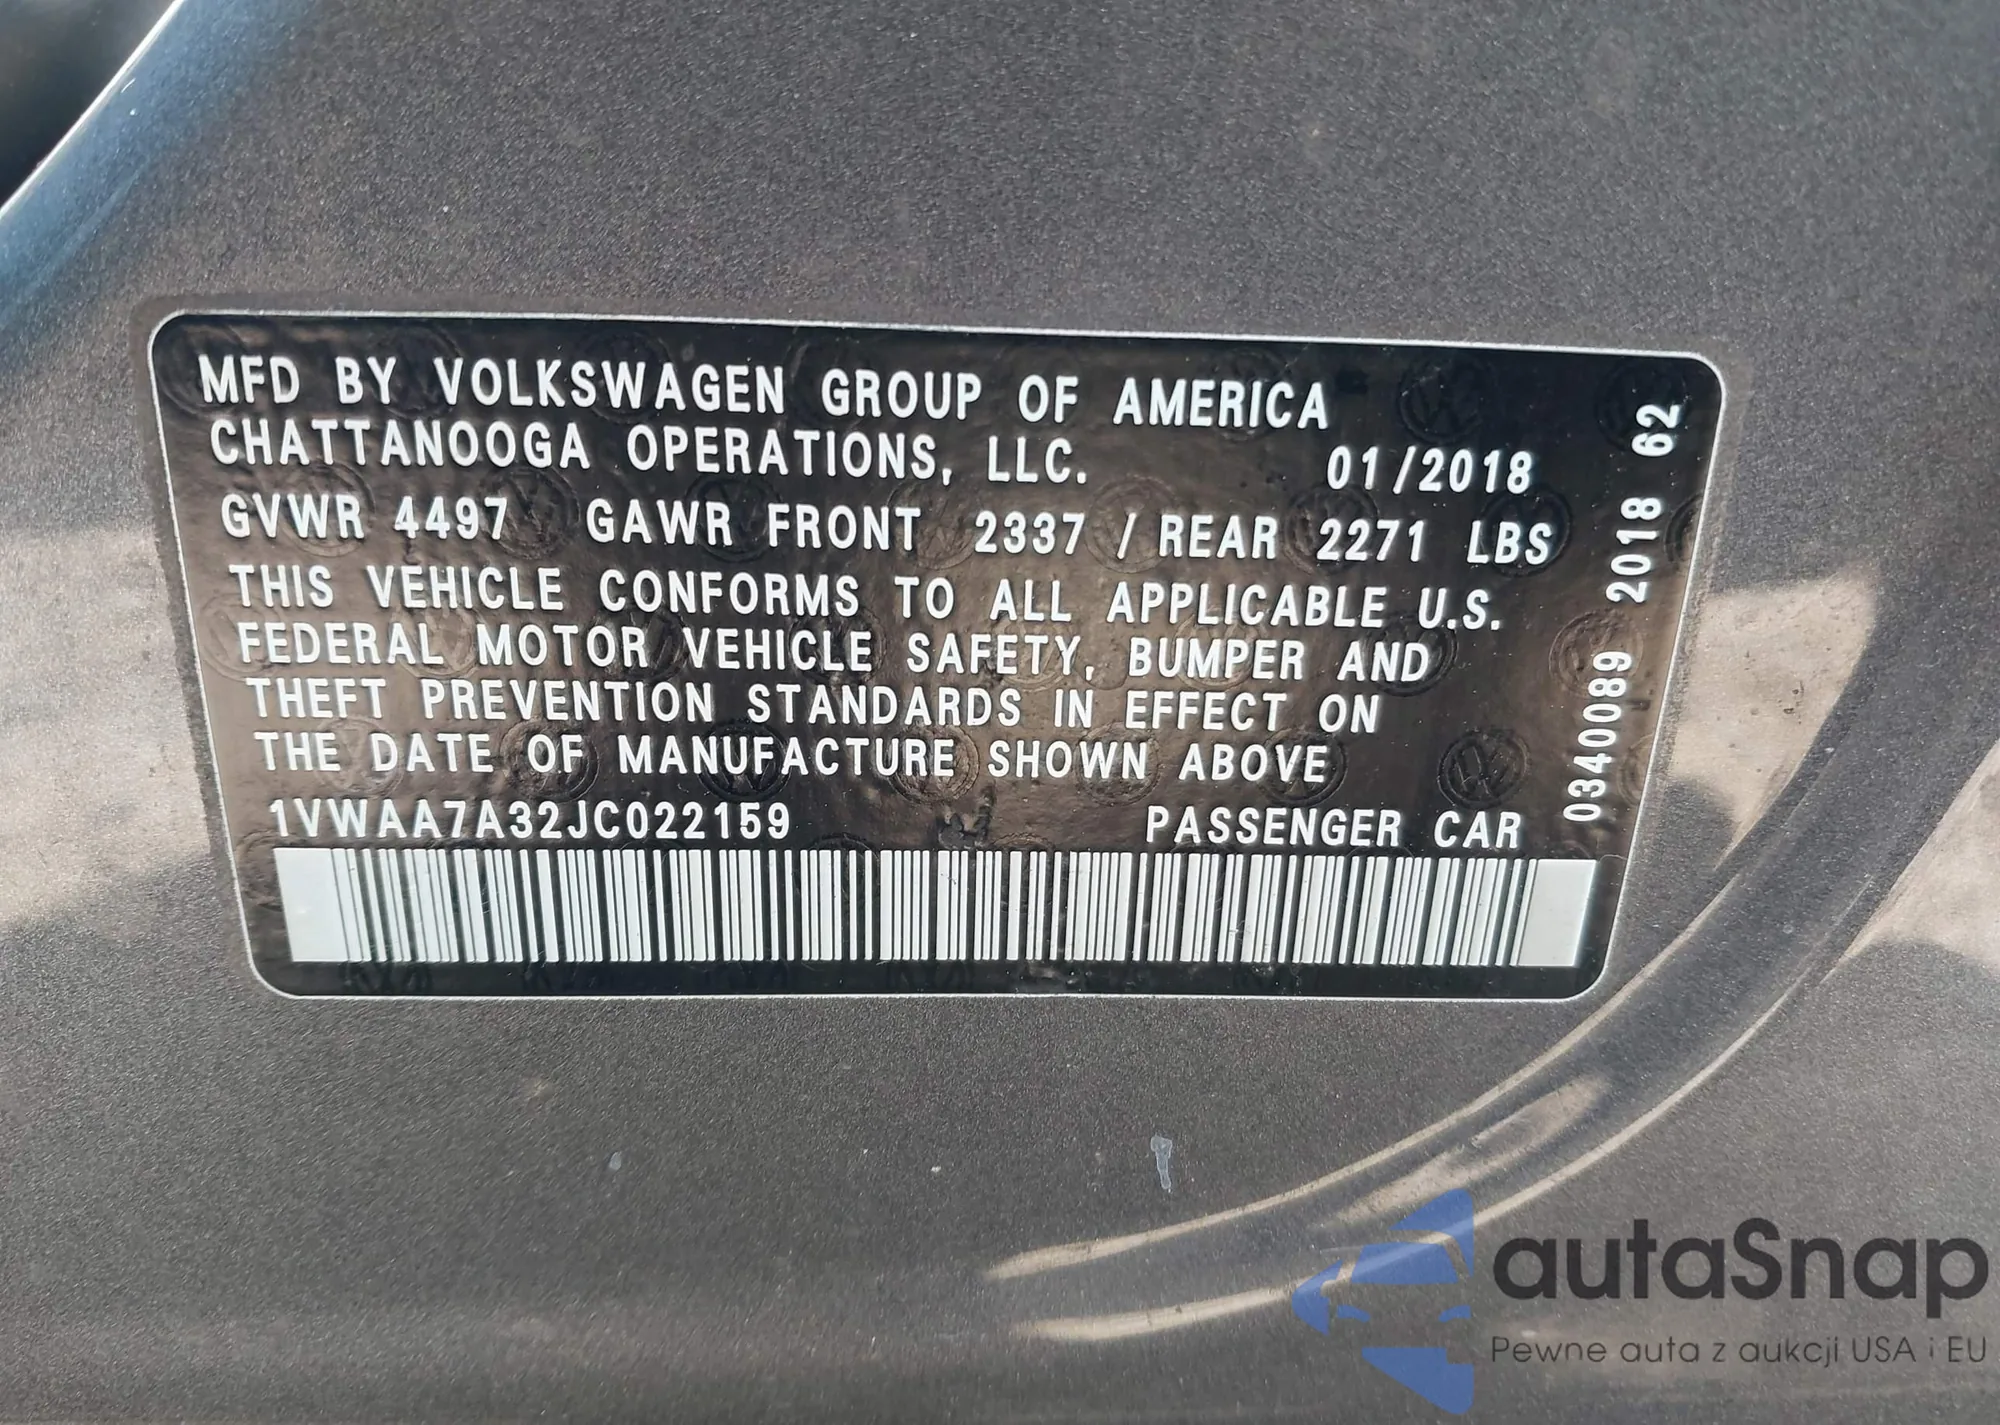 MFD BY VOLKSWAGEN GROUP OF AMERICA
CHATTANOOGA OPERATIONS, LLC. 01/2018
GVWR 4497 GAWR FRONT 2337 / REAR 2271 LBS
THIS VEHICLE CONFORMS TO ALL APPLICABLE U.S.
FEDERAL MOTOR VEHICLE SAFETY, BUMPER AND
THEFT PREVENTION STANDARDS IN EFFECT ON
THE DATE OF MANUFACTURE SHOWN ABOVE
1VWAA7A32JC022159 PASSENGER CAR
03400089 2018 62
autaSnap
Pewne auta z aukcji USA i EU